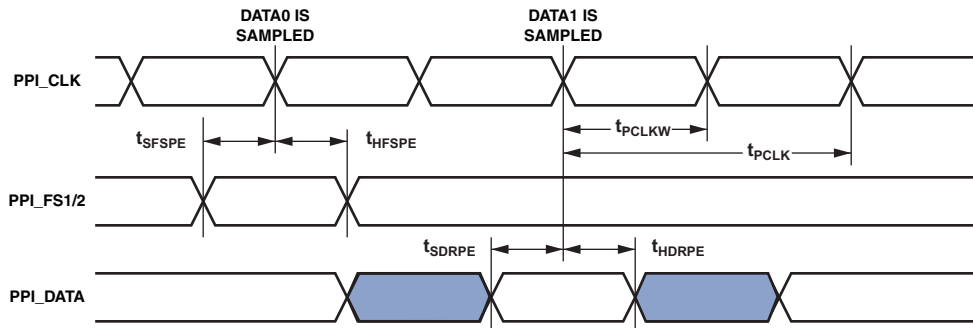 DATA0 IS
SAMPLED
DATA1 IS
SAMPLED
PPI_CLK
tSFSPE
tHFSPE
tPCLKW
tPCLK
PPI_FS1/2
tSDRPE
tHDRPE
PPI_DATA